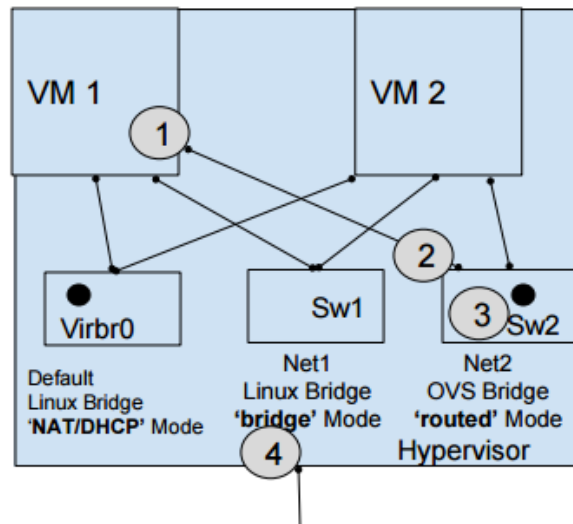 VM 1
VM 2
1
2
3
Virbr0
Sw1
Sw2
Default
Linux Bridge
‘NAT/DHCP’ Mode
Net1
Linux Bridge
‘bridge’ Mode
Net2
OVS Bridge
‘routed’ Mode
4
Hypervisor